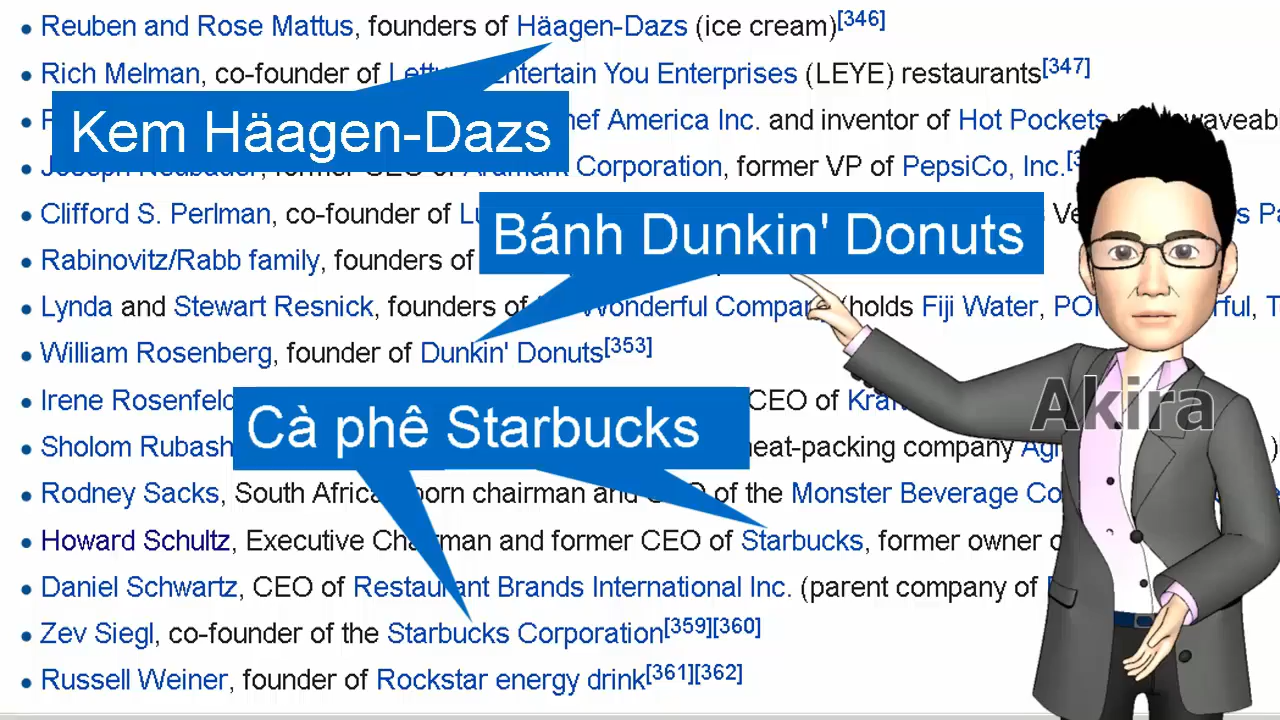 Reuben and Rose Mattus, founders of Häagen-Dazs (ice cream)[346]
Rich Melman, co-founder of Entertain You Enterprises (LEYE) restaurants[347]
Kem Häagen-Dazs
America Inc. and inventor of Hot Pockets
Corporation, former VP of PepsiCo, Inc.
Clifford S. Perlman, co-founder of
Bánh Dunkin' Donuts
Rabinovitz/Rabb family, founders of
Lynda and Stewart Resnick, founders of Wonderful (holds Fiji Water,
William Rosenberg, founder of Dunkin' Donuts[353]
Irene CEO of
Cà phê Starbucks
Akira
Sholom meat-packing company
Rodney Sacks, South born chairman and of the Monster Beverage
Howard Schultz, Executive Chairman and former CEO of Starbucks, former owner
Daniel Schwartz, CEO of Restaurant Brands International Inc. (parent company of
Zev Siegl, co-founder of the Starbucks Corporation[359][360]
Russell Weiner, founder of Rockstar energy drink[361][362]